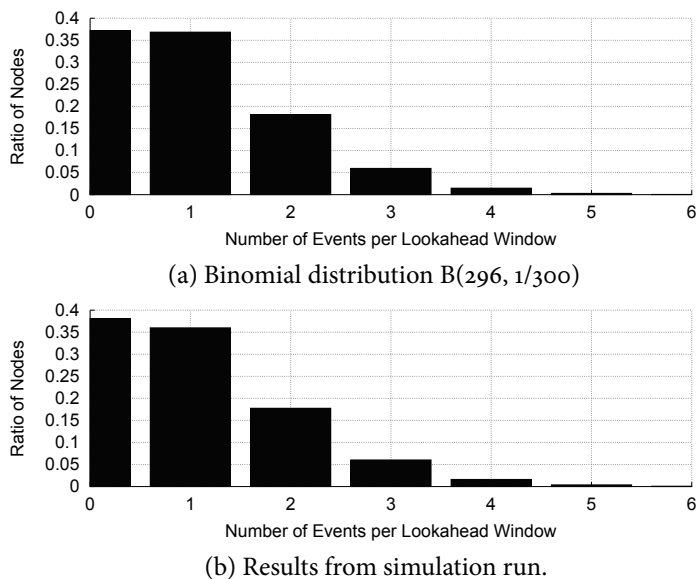 0.4
0.35
0.3
0.25
0.2
0.15
0.1
0.05
0
Ratio of Nodes
0 1 2 3 4 5 6
Number of Events per Lookahead Window
(a) Binomial distribution B(296, 1/300)
0.4
0.35
0.3
0.25
0.2
0.15
0.1
0.05
0
Ratio of Nodes
0 1 2 3 4 5 6
Number of Events per Lookahead Window
(b) Results from simulation run.